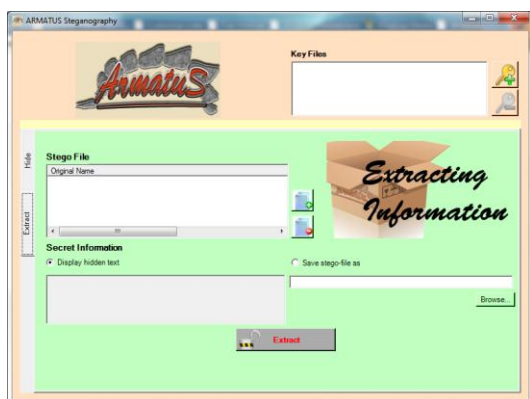 ARMATUS Steganography
ArmatuS
Key Files
Hide
Extract
Stego File
Original Name
Extracting
Information
Secret Information
Display hidden text
Save stego-file as
Browse...
Extract